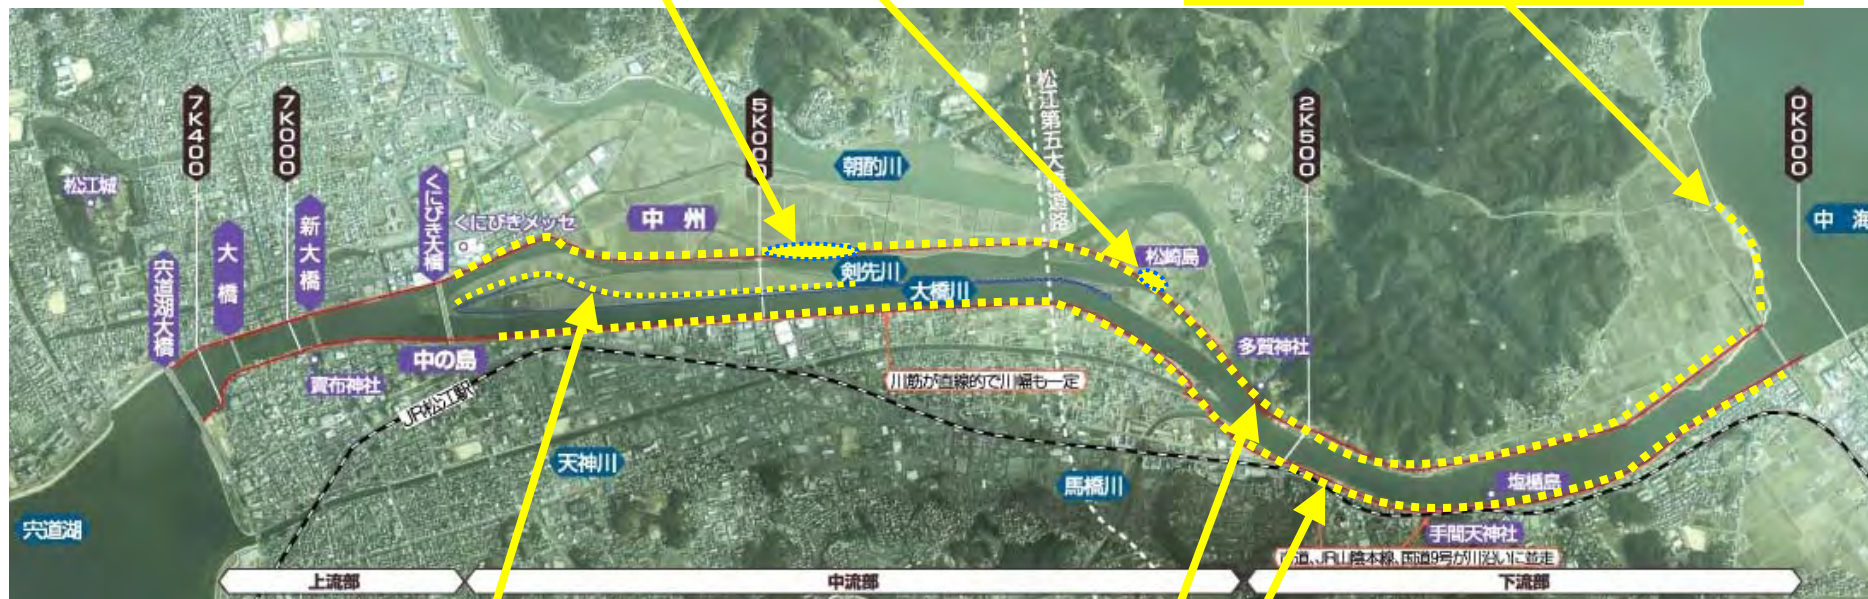 7K400
7K000
5K000
松江第五大橋道路
2K500
0K000
松江城
大橋
新大橋
くにびき大橋
くにびきメッセ
中州
朝酌川
中海
宍道湖大橋
剣先川
大橋川
松崎島
中の島
賣布神社
多賀神社
JR松江駅
川筋が直線的で川幅も一定
天神川
馬橋川
塩楯島
手間天神社
宍道湖
道、JR山陰本線、国道9号が川沿いに並走
上流部
中流部
下流部